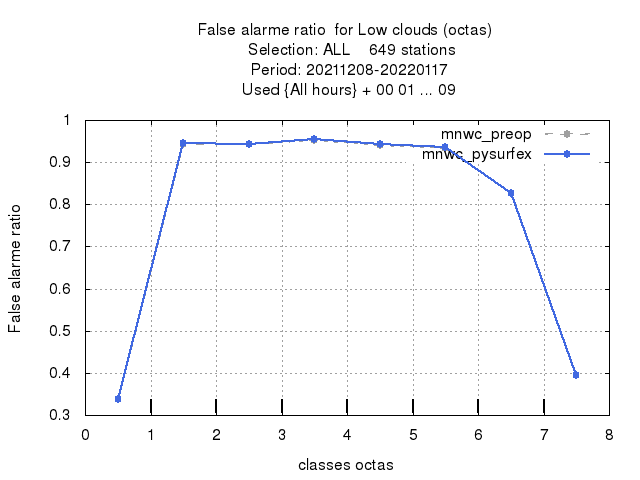 False alarme ratio  for Low clouds (octas)
Selection: ALL    649 stations
Period: 20211208-20220117
Used {All hours} + 00 01 ... 09
mnwc_preop
mnwc_pysurfex
1
0.9
0.8
0.7
0.6
0.5
0.4
0.3
False alarme ratio
0 1 2 3 4 5 6 7 8
classes octas